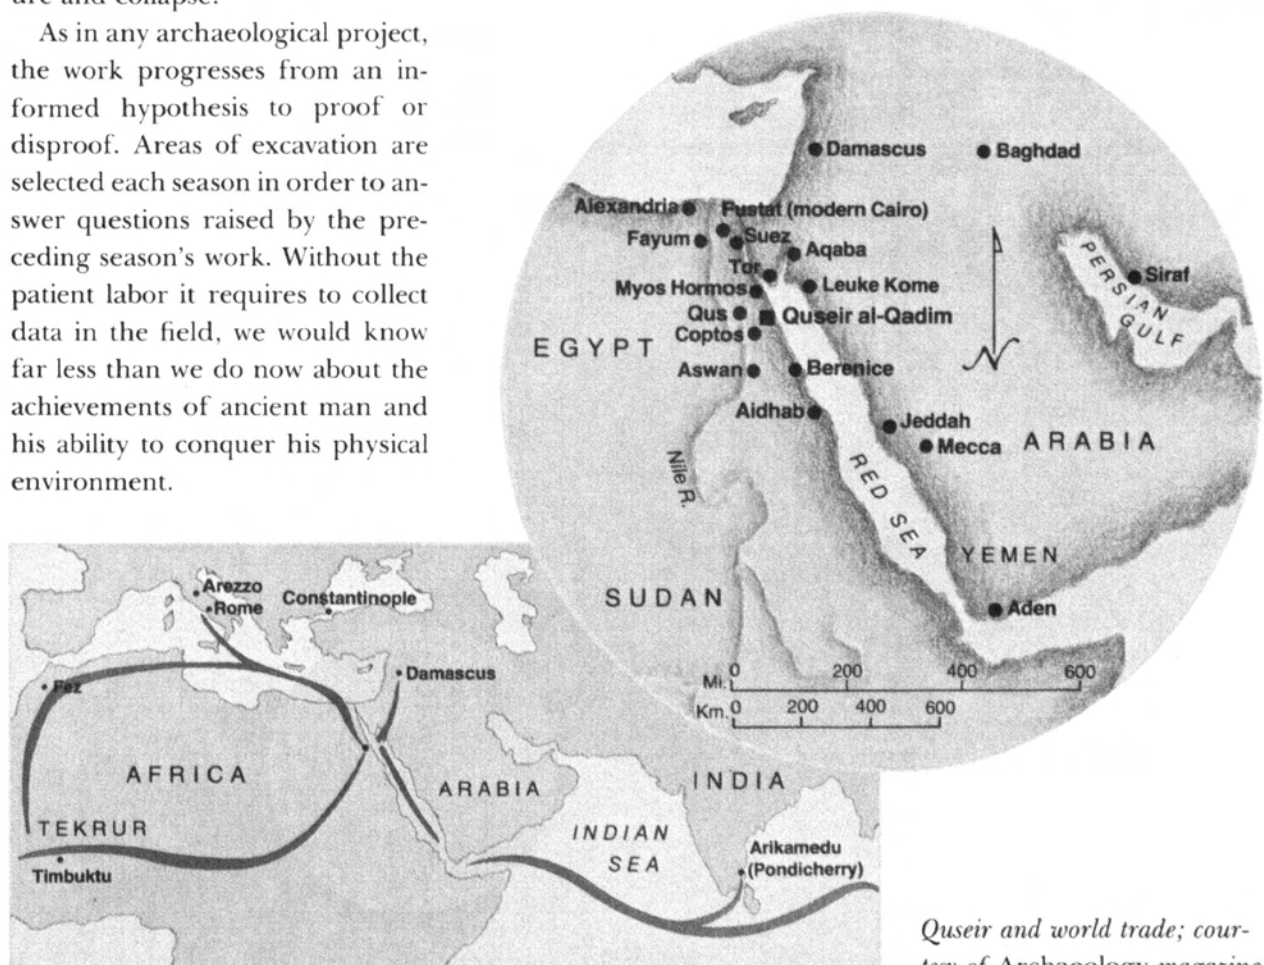 are and collapse.
As in any archaeological project,
the work progresses from an in-
formed hypothesis to proof or
disproof. Areas of excavation are
selected each season in order to an-
swer questions raised by the pre-
ceding season's work. Without the
patient labor it requires to collect
data in the field, we would know
far less than we do now about the
achievements of ancient man and
his ability to conquer his physical
environment.
Damascus
Baghdad
Alexandria
Fustat (modern Cairo)
Fayum
Suez
Aqaba
Tor
Siraf
PERSIAN
GULF
Myos Hormos
Leuke Kome
Qus
Quseir al-Qadim
Coptos
EGYPT
N
Aswan
Berenice
Aidhab
Jeddah
Mecca
ARABIA
Nile R.
RED SEA
YEMEN
SUDAN
Aden
Mi. 0 200 400 600
Km. 0 200 400 600
Arezzo
Rome
Constantinople
Damascus
Fez
AFRICA
ARABIA
INDIA
TEKRUR
INDIAN
SEA
Timbuktu
Arikamedu
(Pondicherry)
Quseir and world trade; cour-
tesy of Archaeology magazine